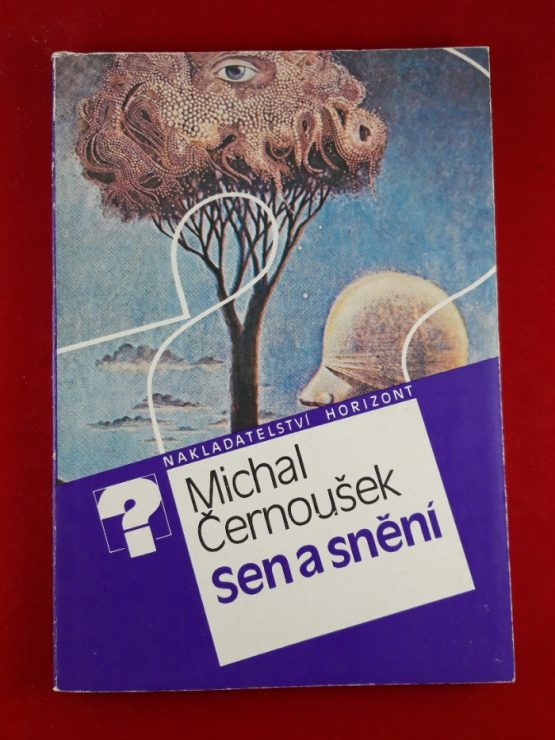 NAKLADATELSTVÍ HORIZONT
?
Michal
Černoušek
sen a snění